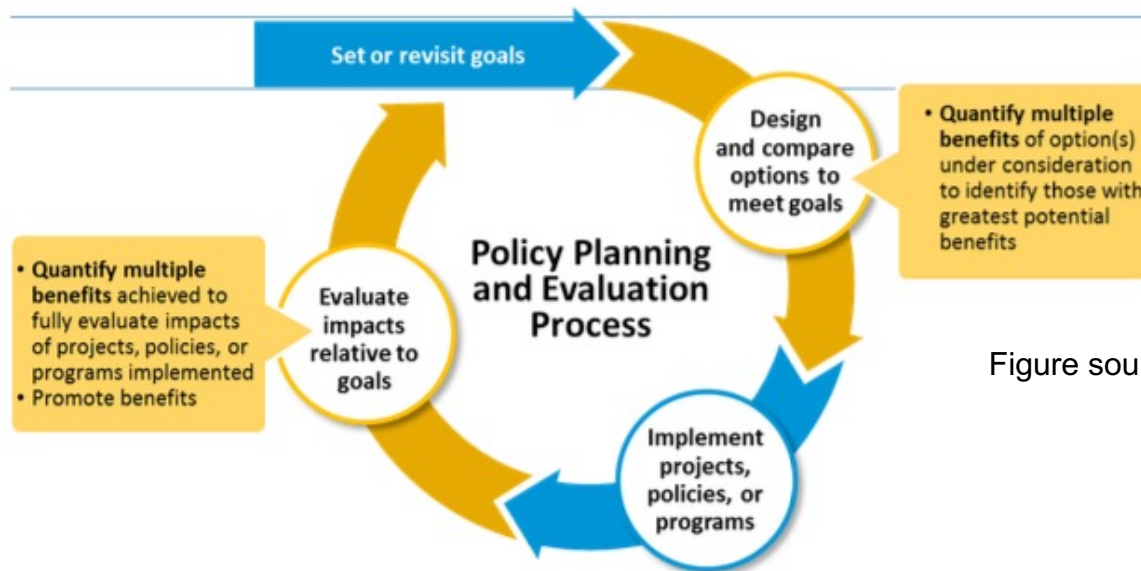 Set or revisit goals
Design
and compare
options to
meet goals
• Quantify multiple
benefits of option(s)
under consideration
to identify those with
greatest potential
benefits
Policy Planning
and Evaluation
Process
• Quantify multiple
benefits achieved to
fully evaluate impacts
of projects, policies, or
programs implemented
• Promote benefits
Evaluate
impacts
relative to
goals
Figure sou
Implement
projects,
policies, or
programs